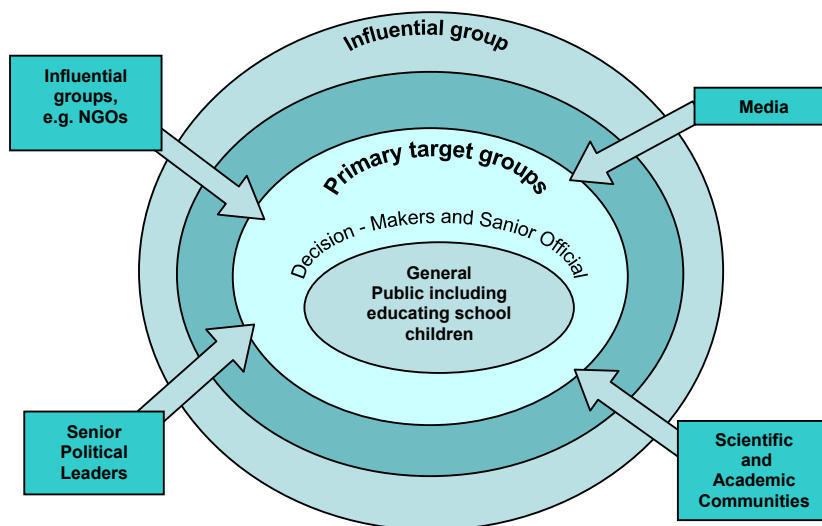 Influential group
Influential
groups,
e.g. NGOs
Media
Primary target groups
Decision - Makers and Sanior Official
General
Public including
educating school
children
Senior
Political
Leaders
Scientific
and
Academic
Communities